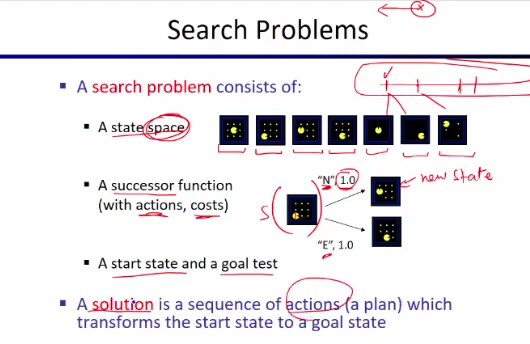 Search Problems
▪ A search problem consists of:
▪ A state space
▪ A successor function
(with actions, costs)
"N", 1.0
new state
S
"E", 1.0
▪ A start state and a goal test
▪ A solution is a sequence of actions (a plan) which
transforms the start state to a goal state